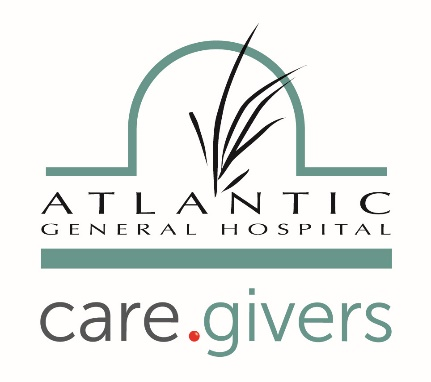 ATLANTIC
GENERAL HOSPITAL
care.givers